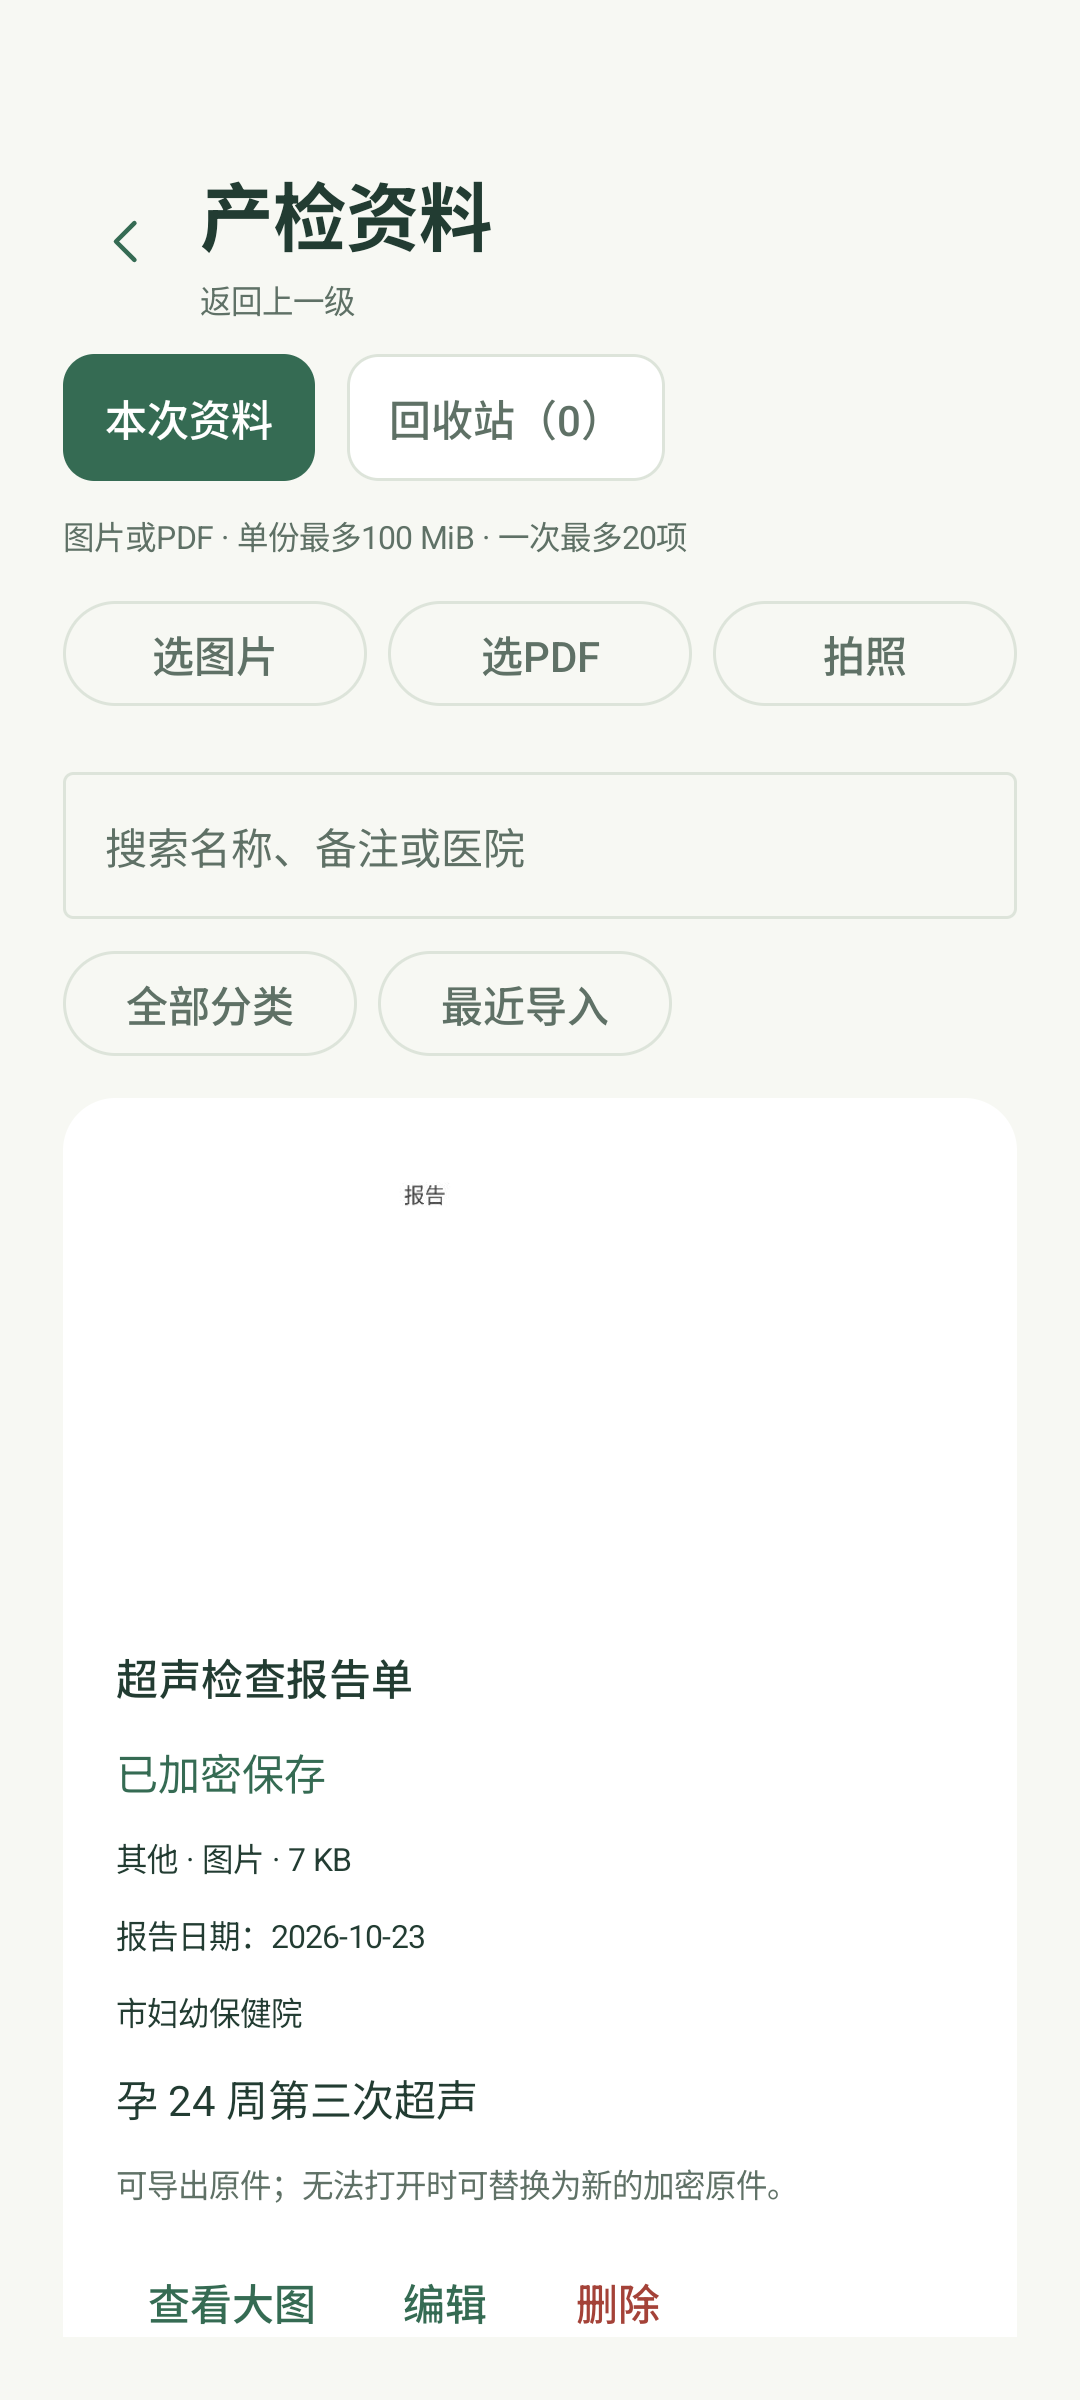 产检资料
返回上一级
本次资料
回收站（0）
图片或PDF · 单份最多100 MiB · 一次最多20项
选图片
选PDF
拍照
搜索名称、备注或医院
全部分类
最近导入
报告
超声检查报告单
已加密保存
其他 · 图片 · 7 KB
报告日期：2026-10-23
市妇幼保健院
孕 24 周第三次超声
可导出原件；无法打开时可替换为新的加密原件。
查看大图
编辑
删除